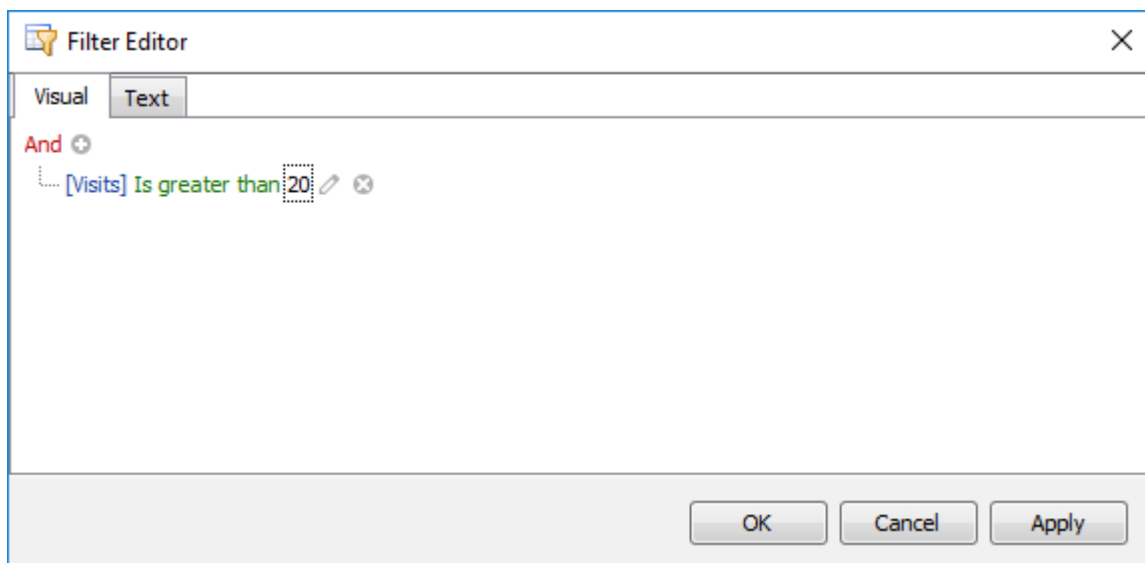 Filter Editor
Visual Text
And
[Visits] Is greater than 20
OK Cancel Apply